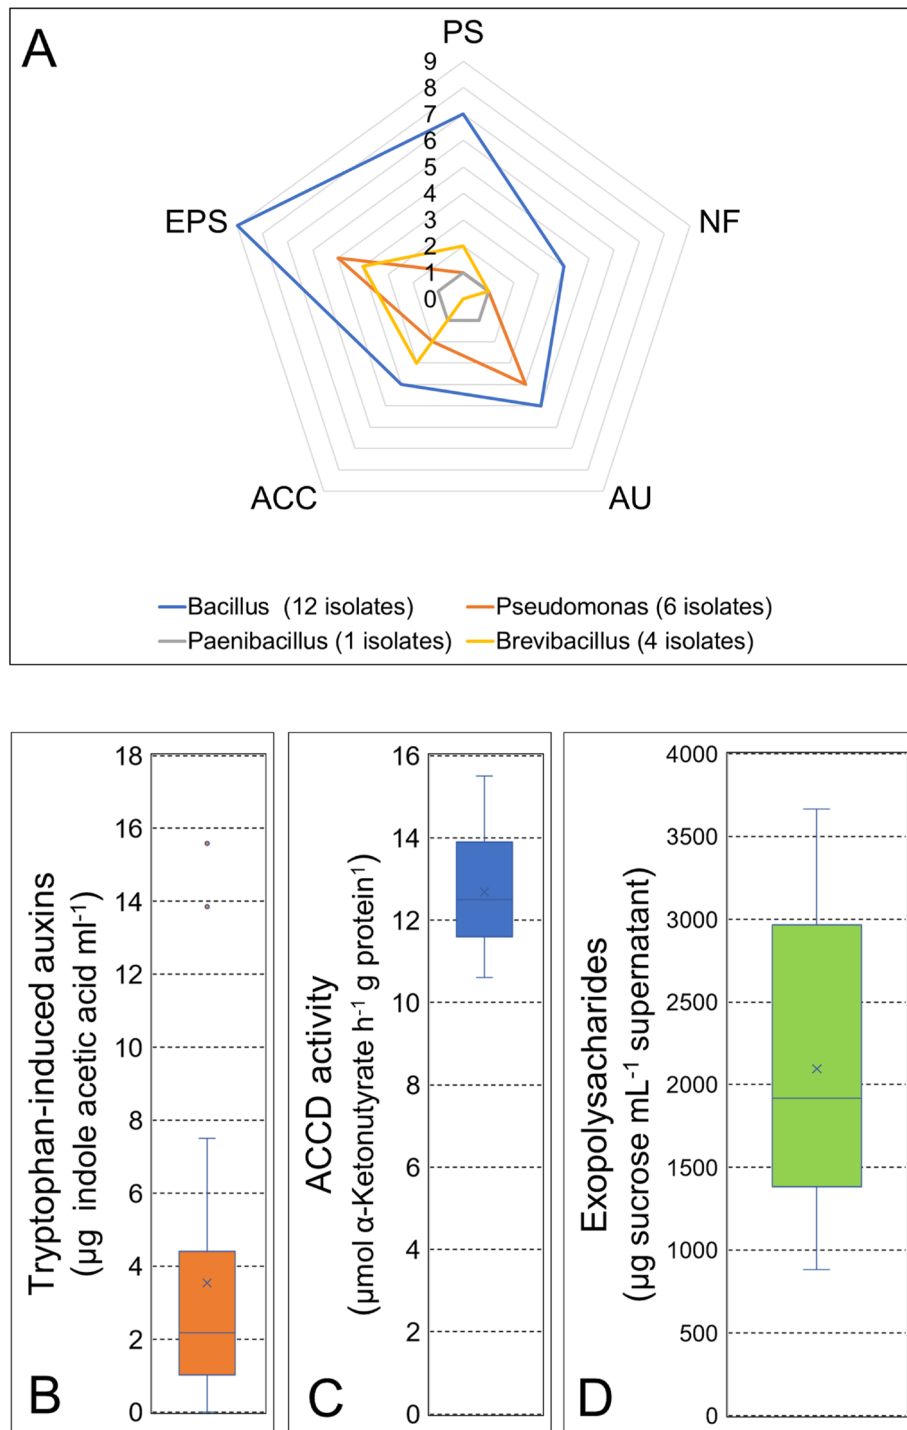 A
PS
9
8
7
6
5
4
3
2
1
0
EPS
NF
ACC
AU
Bacillus (12 isolates)
Pseudomonas (6 isolates)
Paenibacillus (1 isolates)
Brevibacillus (4 isolates)
Tryptophan-induced auxins
(µg indole acetic acid ml⁻¹)
18
16
14
12
10
8
6
4
2
0
B
ACCD activity
(µmol α-Ketonutyrate h⁻¹ g protein¹)
16
14
12
10
8
6
4
2
0
C
Exopolysacharides
(µg sucrose mL⁻¹ supernatant)
4000
3500
3000
2500
2000
1500
1000
500
0
D